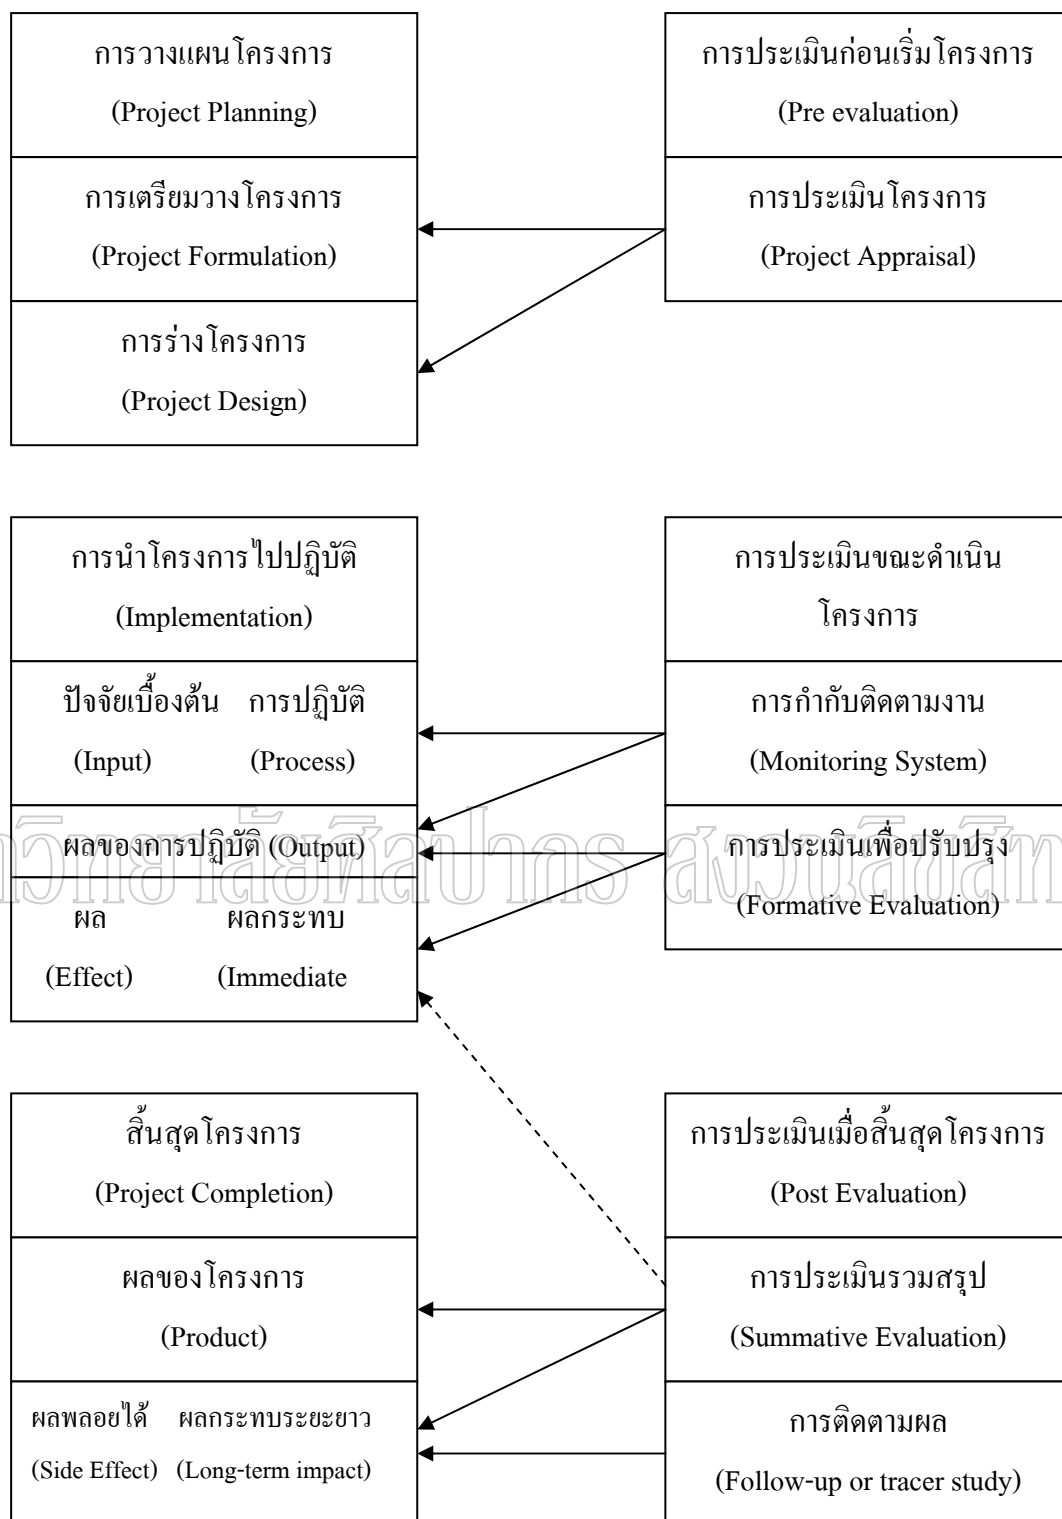 การวางแผนโครงการ
(Project Planning)
การเตรียมวางโครงการ
(Project Formulation)
การร่างโครงการ
(Project Design)
การประเมินก่อนเริ่มโครงการ
(Pre evaluation)
การประเมินโครงการ
(Project Appraisal)
การนำโครงการไปปฏิบัติ
(Implementation)
ปัจจัยเบื้องต้น การปฏิบัติ
(Input) (Process)
ผลของการปฏิบัติ (Output)
ผล ผลกระทบ
(Effect) (Immediate
การประเมินขณะดำเนิน
โครงการ
การกำกับติดตามงาน
(Monitoring System)
การประเมินเพื่อปรับปรุง
(Formative Evaluation)
สิ้นสุดโครงการ
(Project Completion)
ผลของโครงการ
(Product)
ผลพลอยได้ ผลกระทบระยะยาว
(Side Effect) (Long-term impact)
การประเมินเมื่อสิ้นสุดโครงการ
(Post Evaluation)
การประเมินรวมสรุป
(Summative Evaluation)
การติดตามผล
(Follow-up or tracer study)